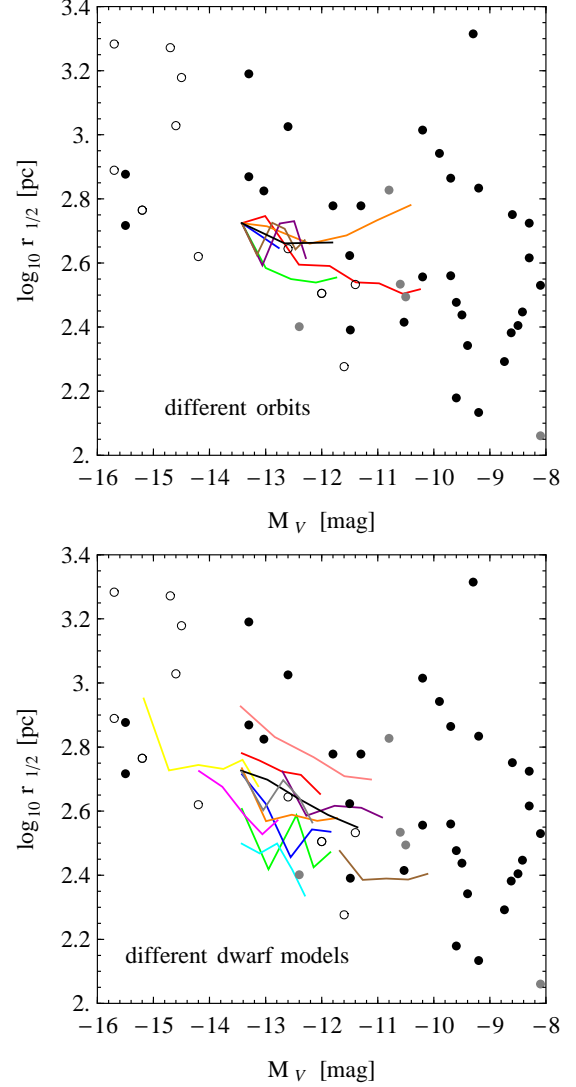 3.4
3.2
3.
2.8
2.6
2.4
2.2
2.
log₁₀ r ₁/₂ [pc]
different orbits
−16 −15 −14 −13 −12 −11 −10 −9 −8
M V [mag]
3.4
3.2
3.
2.8
2.6
2.4
2.2
2.
log₁₀ r ₁/₂ [pc]
different dwarf models
−16 −15 −14 −13 −12 −11 −10 −9 −8
M V [mag]